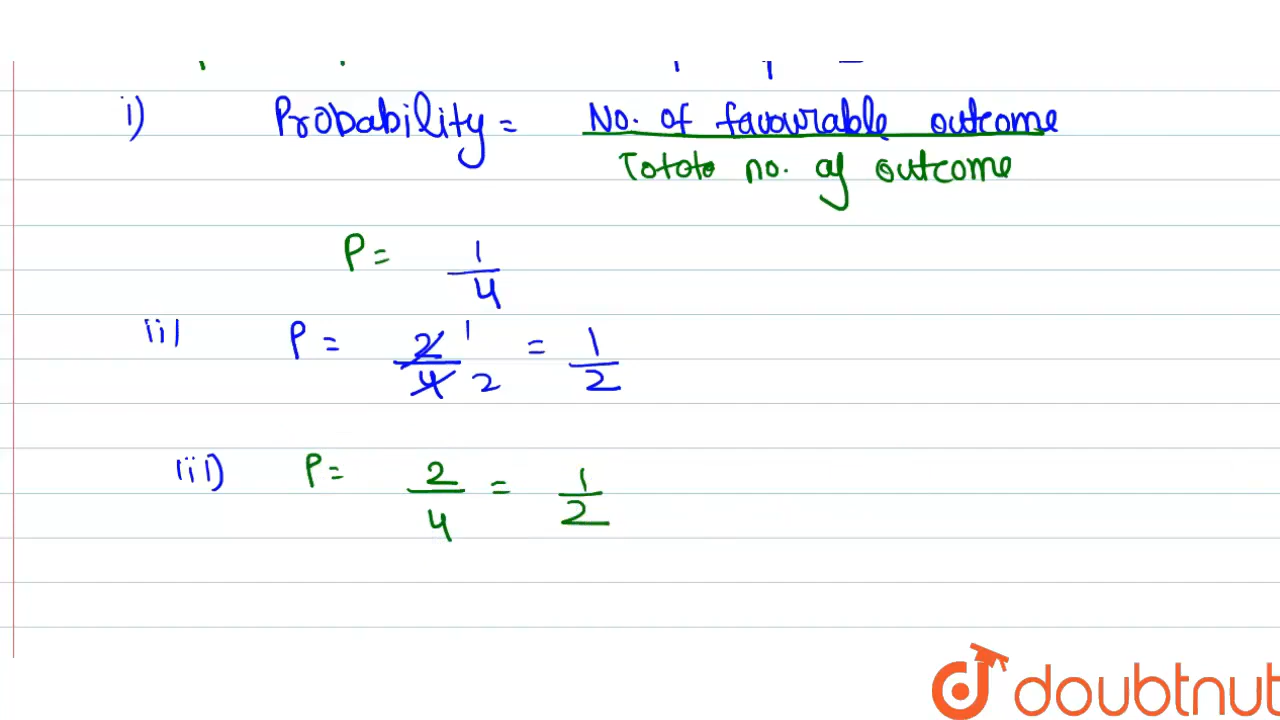 i) Probability = No. of favourable outcome
Tototo no. of outcome
P = 1/4
ii) P = 2/4 1 2 = 1/2
iii) P = 2/4 = 1/2
doubtnut